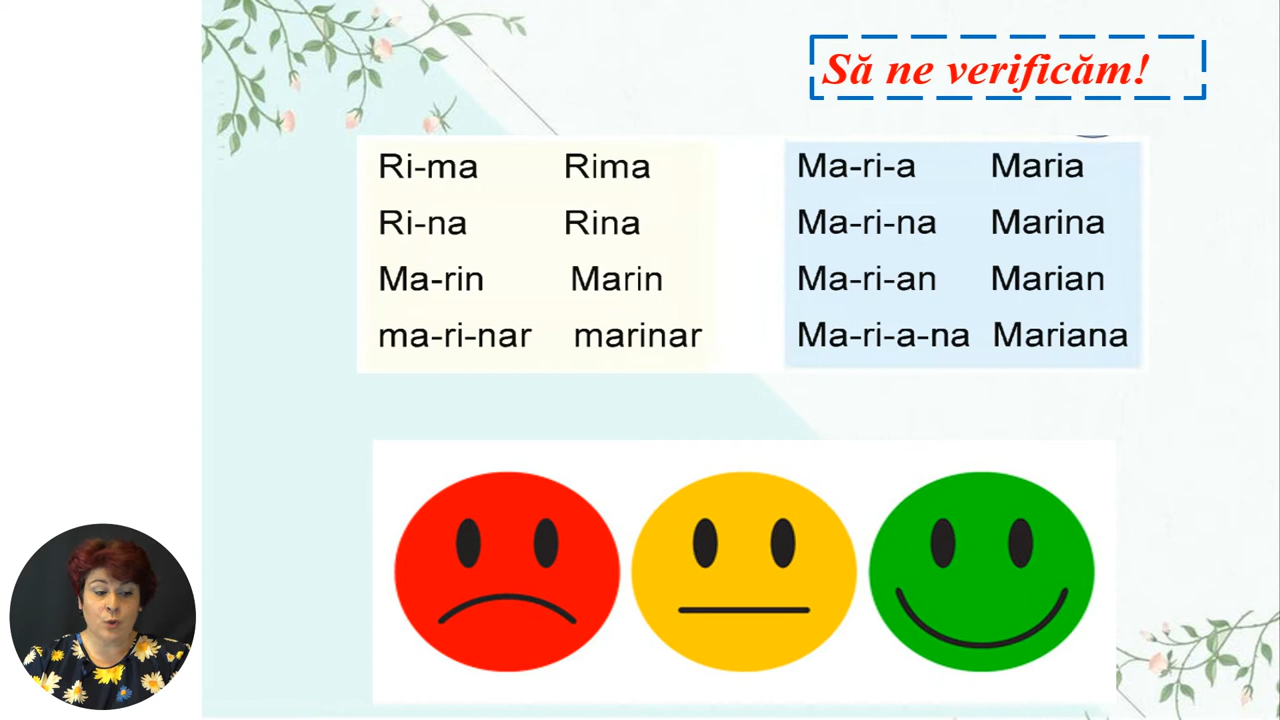 Să ne verificăm!
Ri-ma Rima
Ri-na Rina
Ma-rin Marin
ma-ri-nar marinar
Ma-ri-a Maria
Ma-ri-na Marina
Ma-ri-an Marian
Ma-ri-a-na Mariana